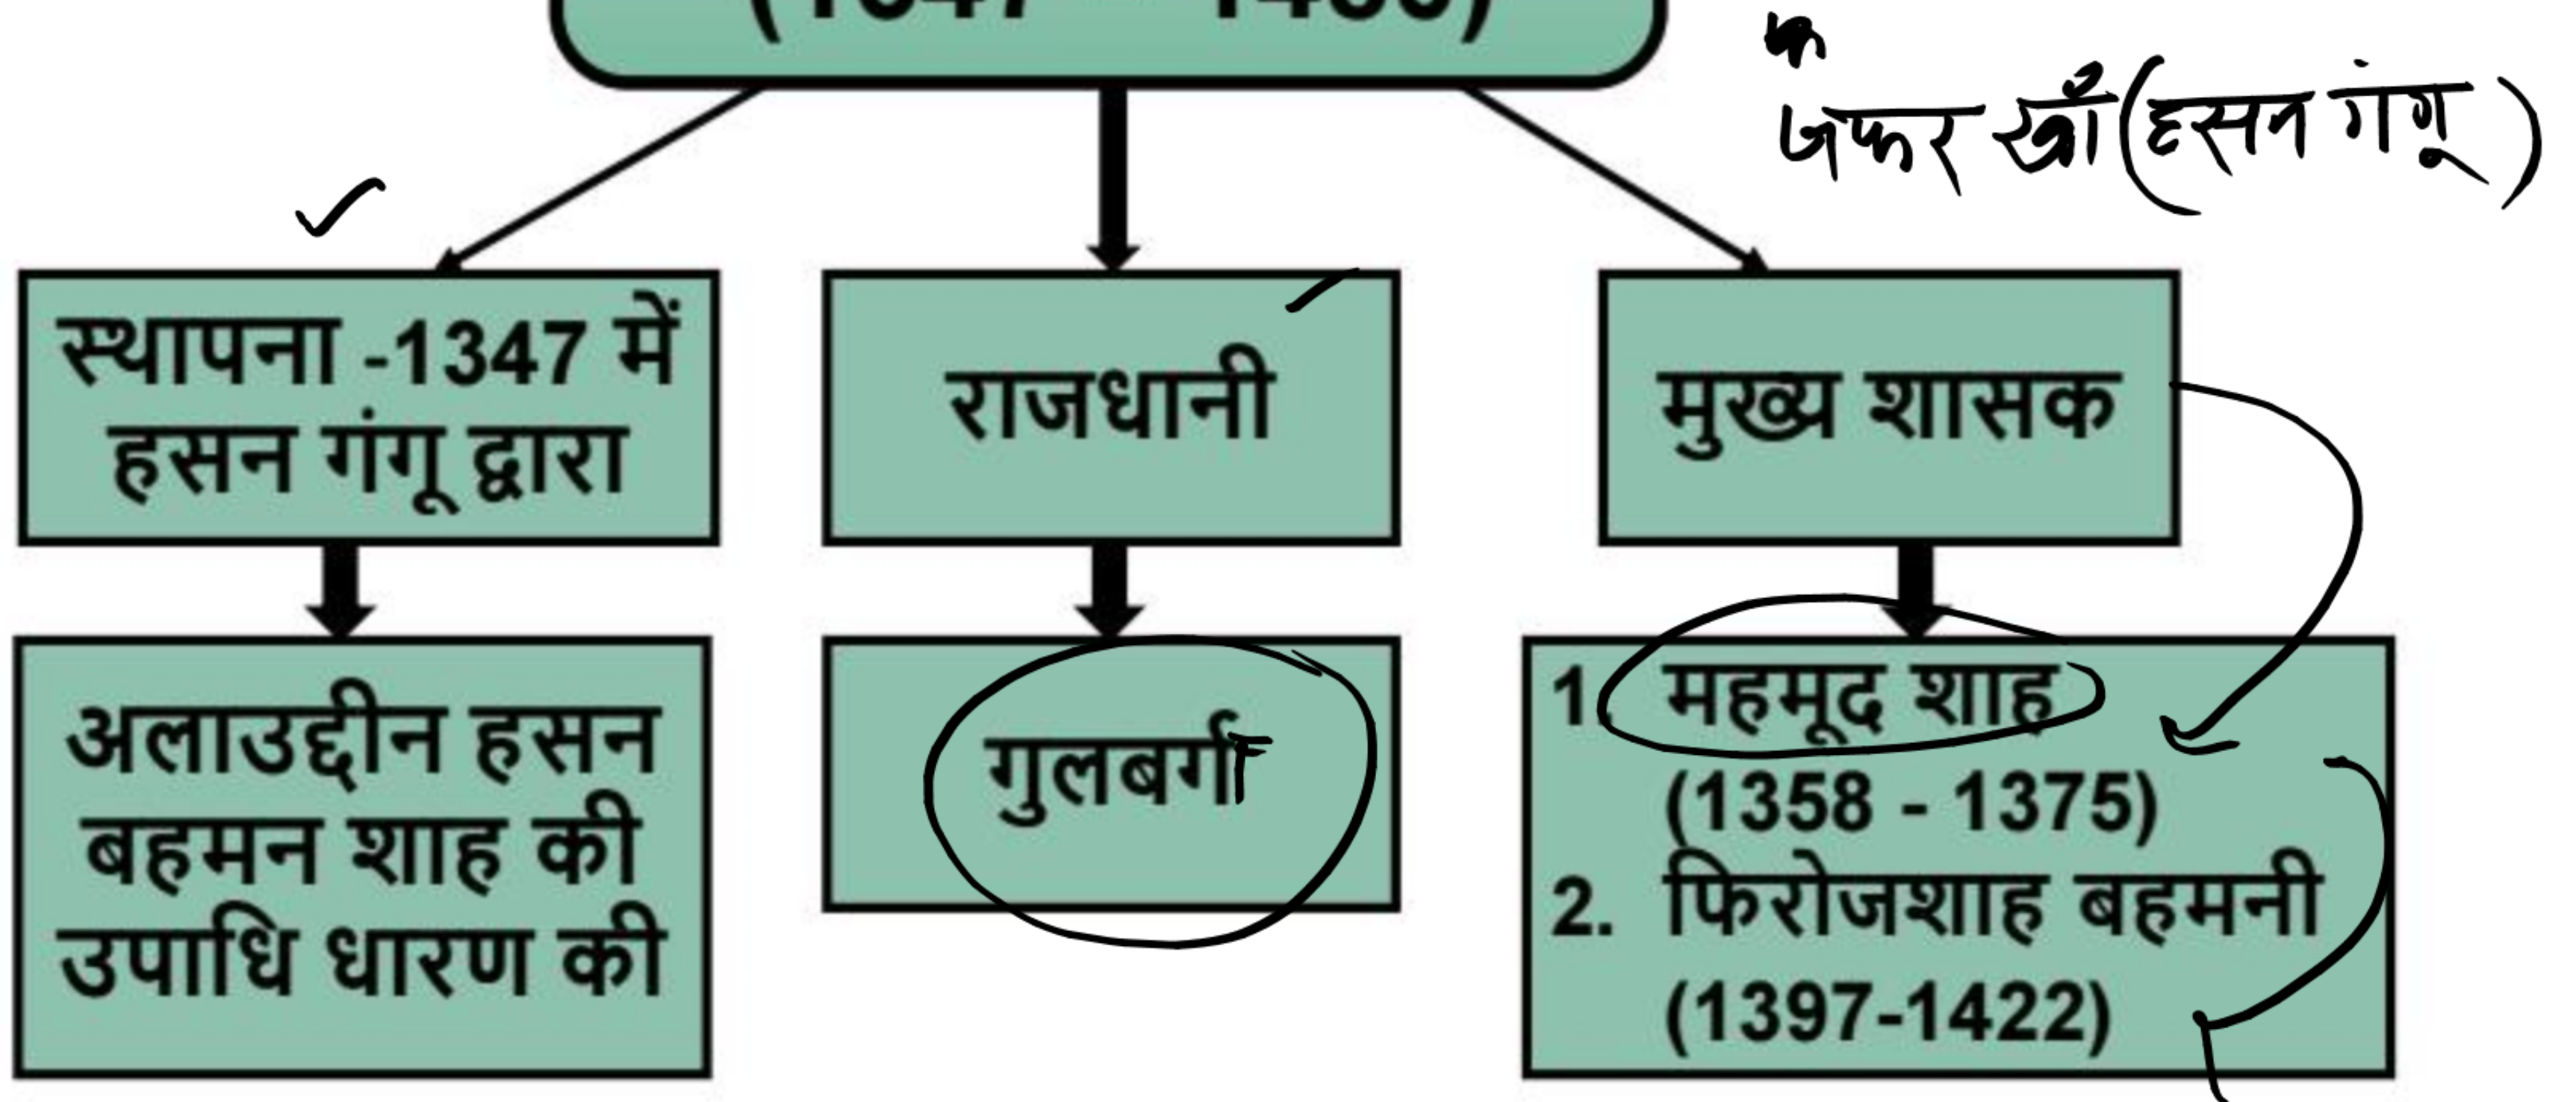 जफर खाँ (हसन गंगू)
स्थापना -1347 में
हसन गंगू द्वारा
राजधानी
मुख्य शासक
अलाउद्दीन हसन
बहमन शाह की
उपाधि धारण की
गुलबर्गा
1. महमूद शाह
(1358 - 1375)
2. फिरोजशाह बहमनी
(1397-1422)